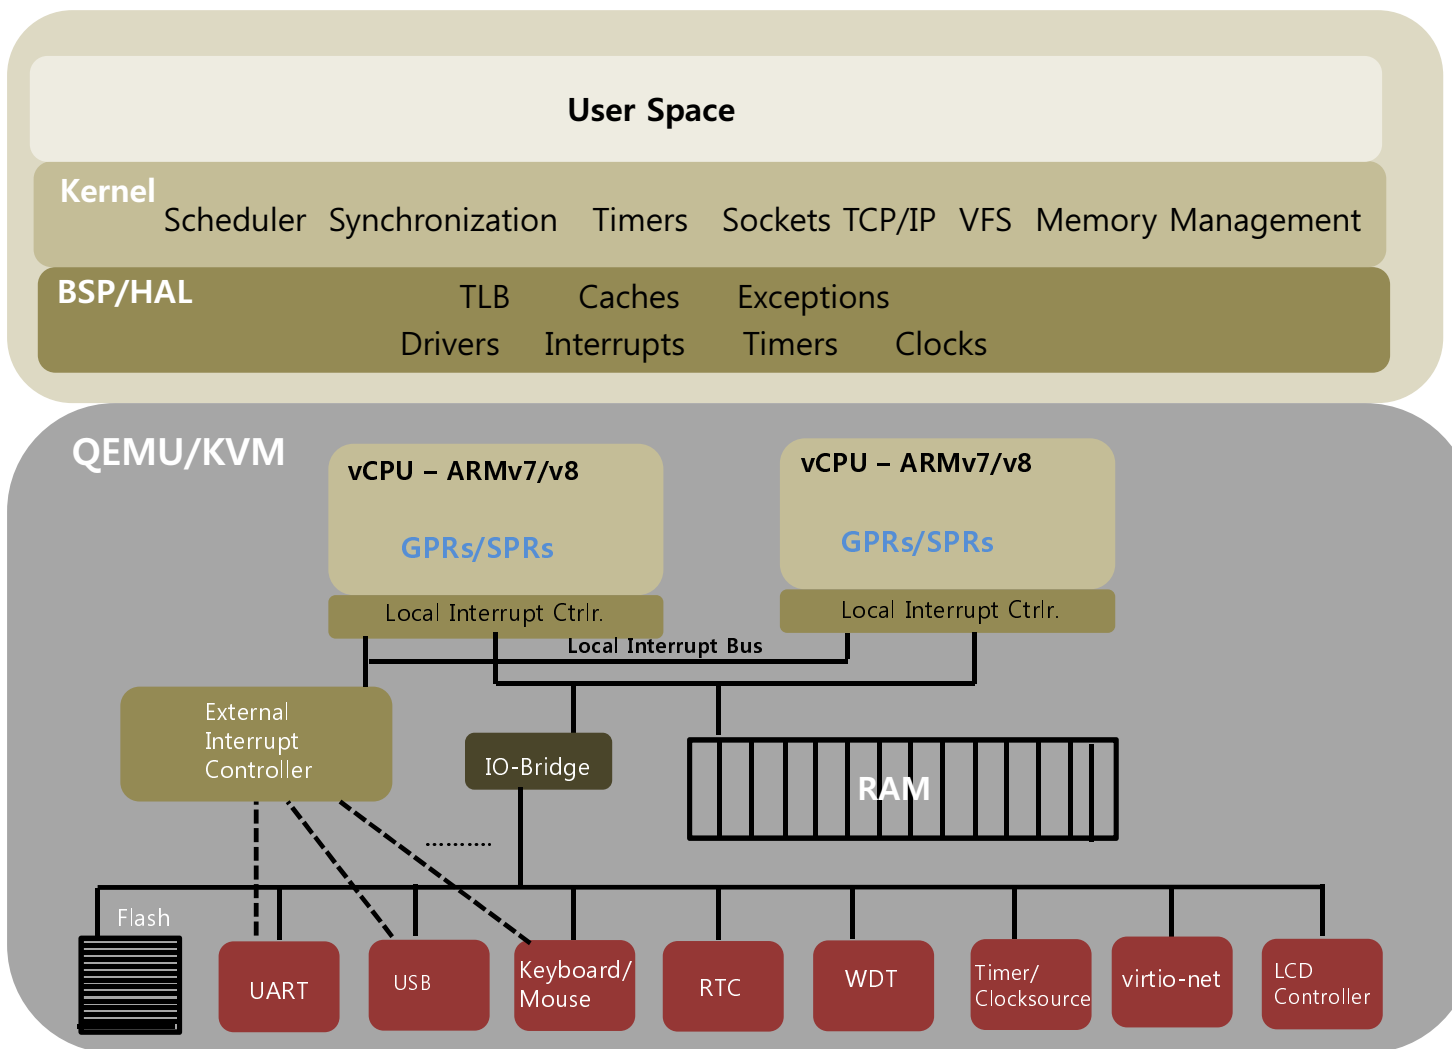 User Space
Kernel
Scheduler Synchronization Timers Sockets TCP/IP VFS Memory Management
BSP/HAL
TLB Caches Exceptions
Drivers Interrupts Timers Clocks
QEMU/KVM
vCPU – ARMv7/v8
GPRs/SPRs
Local Interrupt Ctrlr.
vCPU – ARMv7/v8
GPRs/SPRs
Local Interrupt Ctrlr.
Local Interrupt Bus
External
Interrupt
Controller
IO-Bridge
RAM
..........
Flash
UART
USB
Keyboard/
Mouse
RTC
WDT
Timer/
Clocksource
virtio-net
LCD
Controller